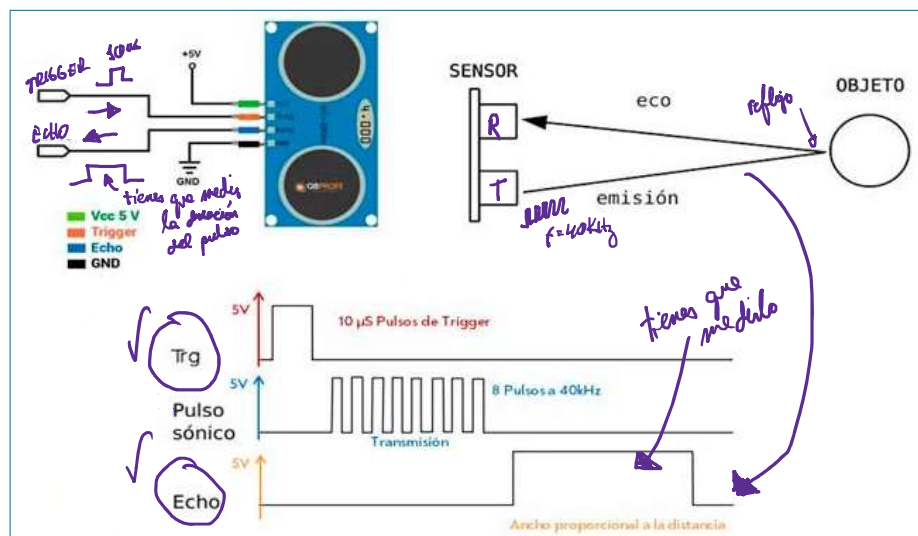 TRIGGER 10us
+5V
ECHO
GND
tienes que medir
la duración
del pulso
Vcc 5 V
Trigger
Echo
GND
4.000
SENSOR
OBJETO
R
eco
reflejo
T
emisión
f=40KHz
5V
10 µS Pulsos de Trigger
Trg
tienes que
medirlo
5V
8 Pulsos a 40kHz
Pulso
sónico
Transmisión
5V
Echo
Ancho proporcional a la distancia